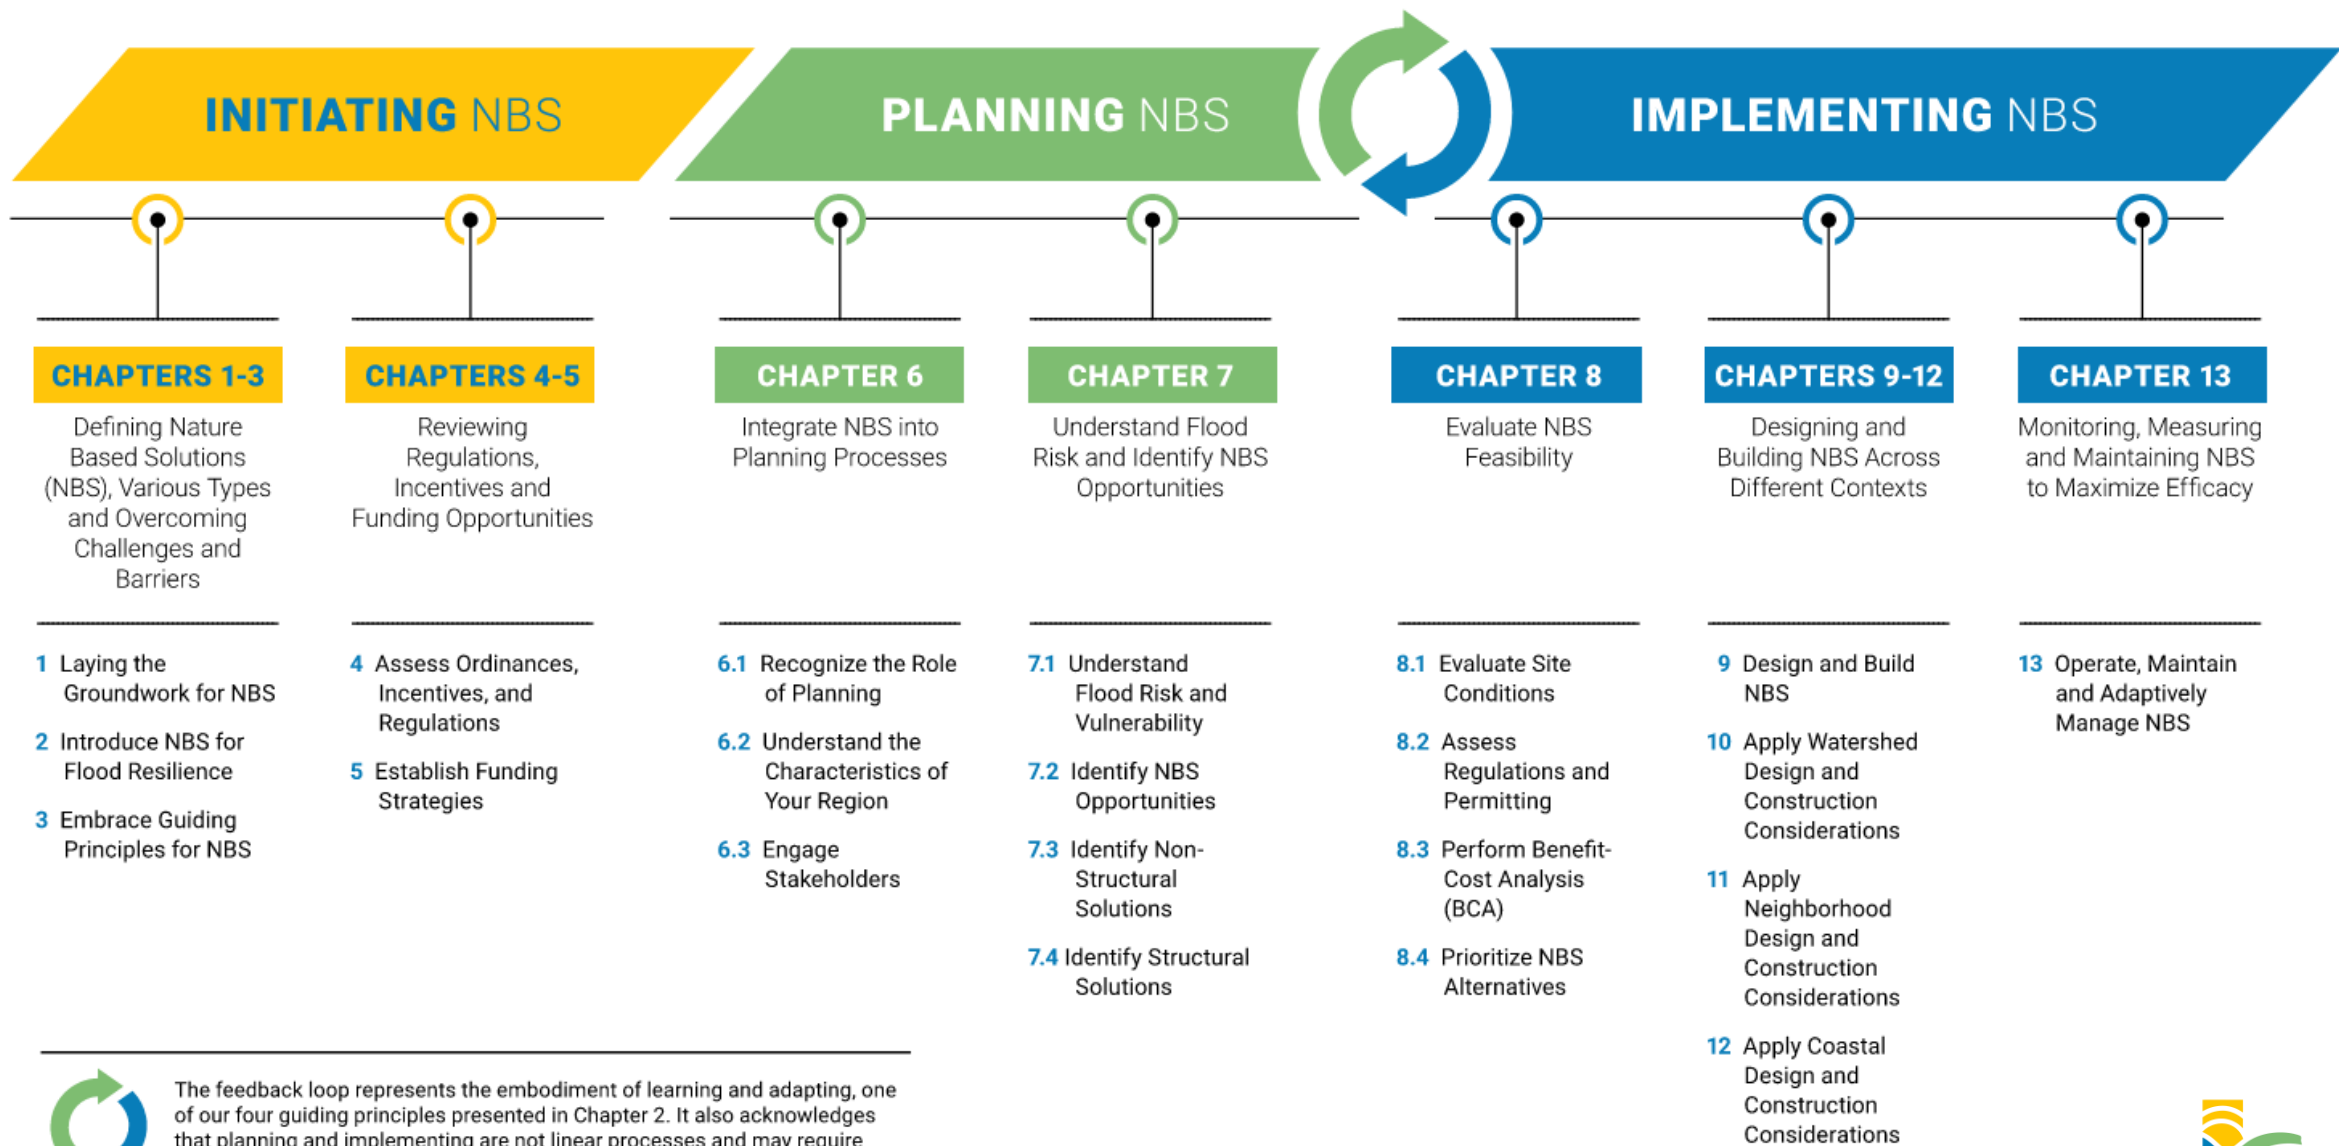 INITIATING NBS
PLANNING NBS
IMPLEMENTING NBS
CHAPTERS 1-3
Defining Nature
Based Solutions
(NBS), Various Types
and Overcoming
Challenges and
Barriers
1 Laying the
Groundwork for NBS
2 Introduce NBS for
Flood Resilience
3 Embrace Guiding
Principles for NBS
CHAPTERS 4-5
Reviewing
Regulations,
Incentives and
Funding Opportunities
4 Assess Ordinances,
Incentives, and
Regulations
5 Establish Funding
Strategies
CHAPTER 6
Integrate NBS into
Planning Processes
6.1 Recognize the Role
of Planning
6.2 Understand the
Characteristics of
Your Region
6.3 Engage
Stakeholders
CHAPTER 7
Understand Flood
Risk and Identify NBS
Opportunities
7.1 Understand
Flood Risk and
Vulnerability
7.2 Identify NBS
Opportunities
7.3 Identify Non-
Structural
Solutions
7.4 Identify Structural
Solutions
CHAPTER 8
Evaluate NBS
Feasibility
8.1 Evaluate Site
Conditions
8.2 Assess
Regulations and
Permitting
8.3 Perform Benefit-
Cost Analysis
(BCA)
8.4 Prioritize NBS
Alternatives
CHAPTERS 9-12
Designing and
Building NBS Across
Different Contexts
9 Design and Build
NBS
10 Apply Watershed
Design and
Construction
Considerations
11 Apply
Neighborhood
Design and
Construction
Considerations
12 Apply Coastal
Design and
Construction
Considerations
CHAPTER 13
Monitoring, Measuring
and Maintaining NBS
to Maximize Efficacy
13 Operate, Maintain
and Adaptively
Manage NBS
The feedback loop represents the embodiment of learning and adapting, one
of our four guiding principles presented in Chapter 2. It also acknowledges
that planning and implementing are not linear processes and may require